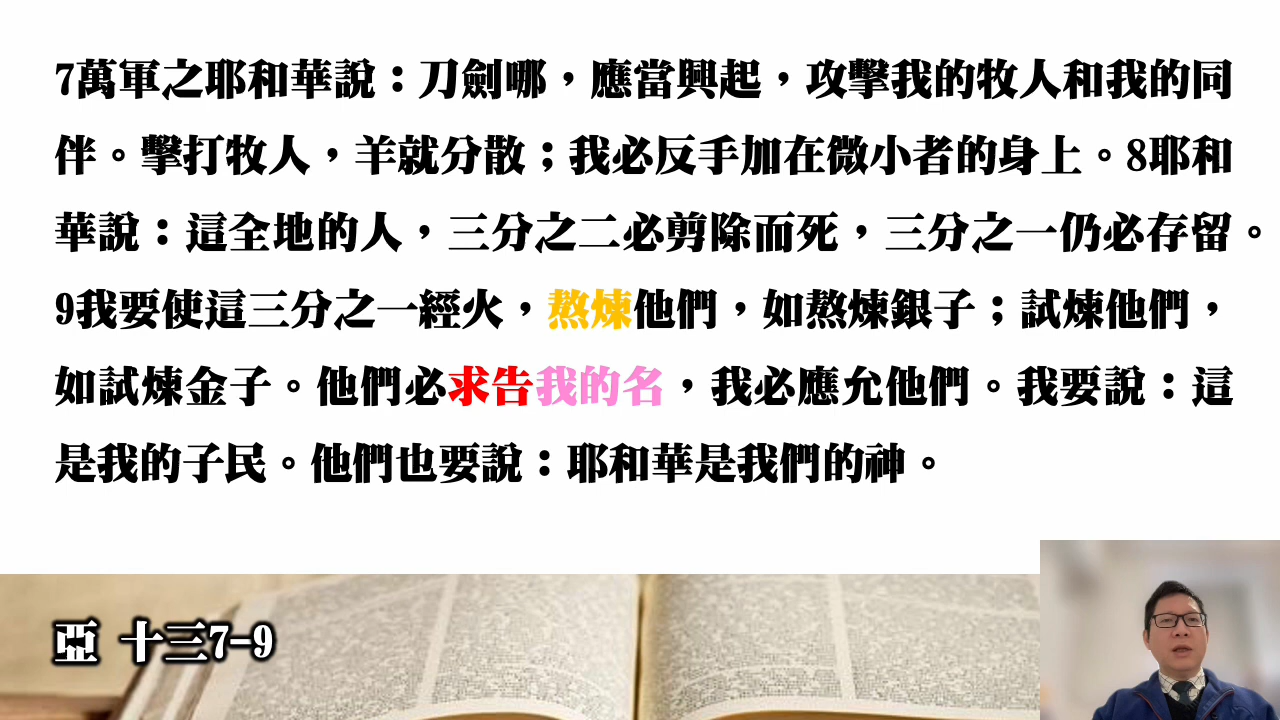 7萬軍之耶和華說：刀劍哪，應當興起，攻擊我的牧人和我的同
伴。擊打牧人，羊就分散；我必反手加在微小者的身上。8耶和
華說：這全地的人，三分之二必剪除而死，三分之一仍必存留。
9我要使這三分之一經火，熬煉他們，如熬煉銀子；試煉他們，
如試煉金子。他們必求告我的名，我必應允他們。我要說：這
是我的子民。他們也要說：耶和華是我們的神。
亞 十三7-9